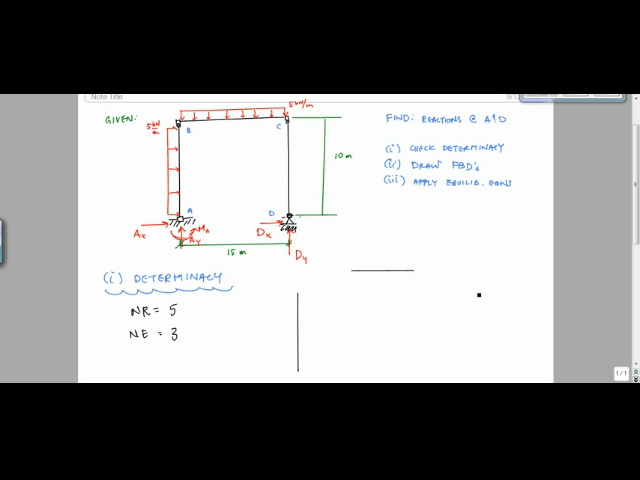 Note Title
GIVEN:
5 kN/m
5 kN/m
B
C
10 m
A
D
Ax
MA
Ay
Dx
Dy
15 m
FIND: REACTIONS @ A & D
(i) CHECK DETERMINACY
(ii) DRAW FBD's
(iii) APPLY EQUILIB. EQNS
(i) DETERMINACY
NR = 5
NE = 3
1/1